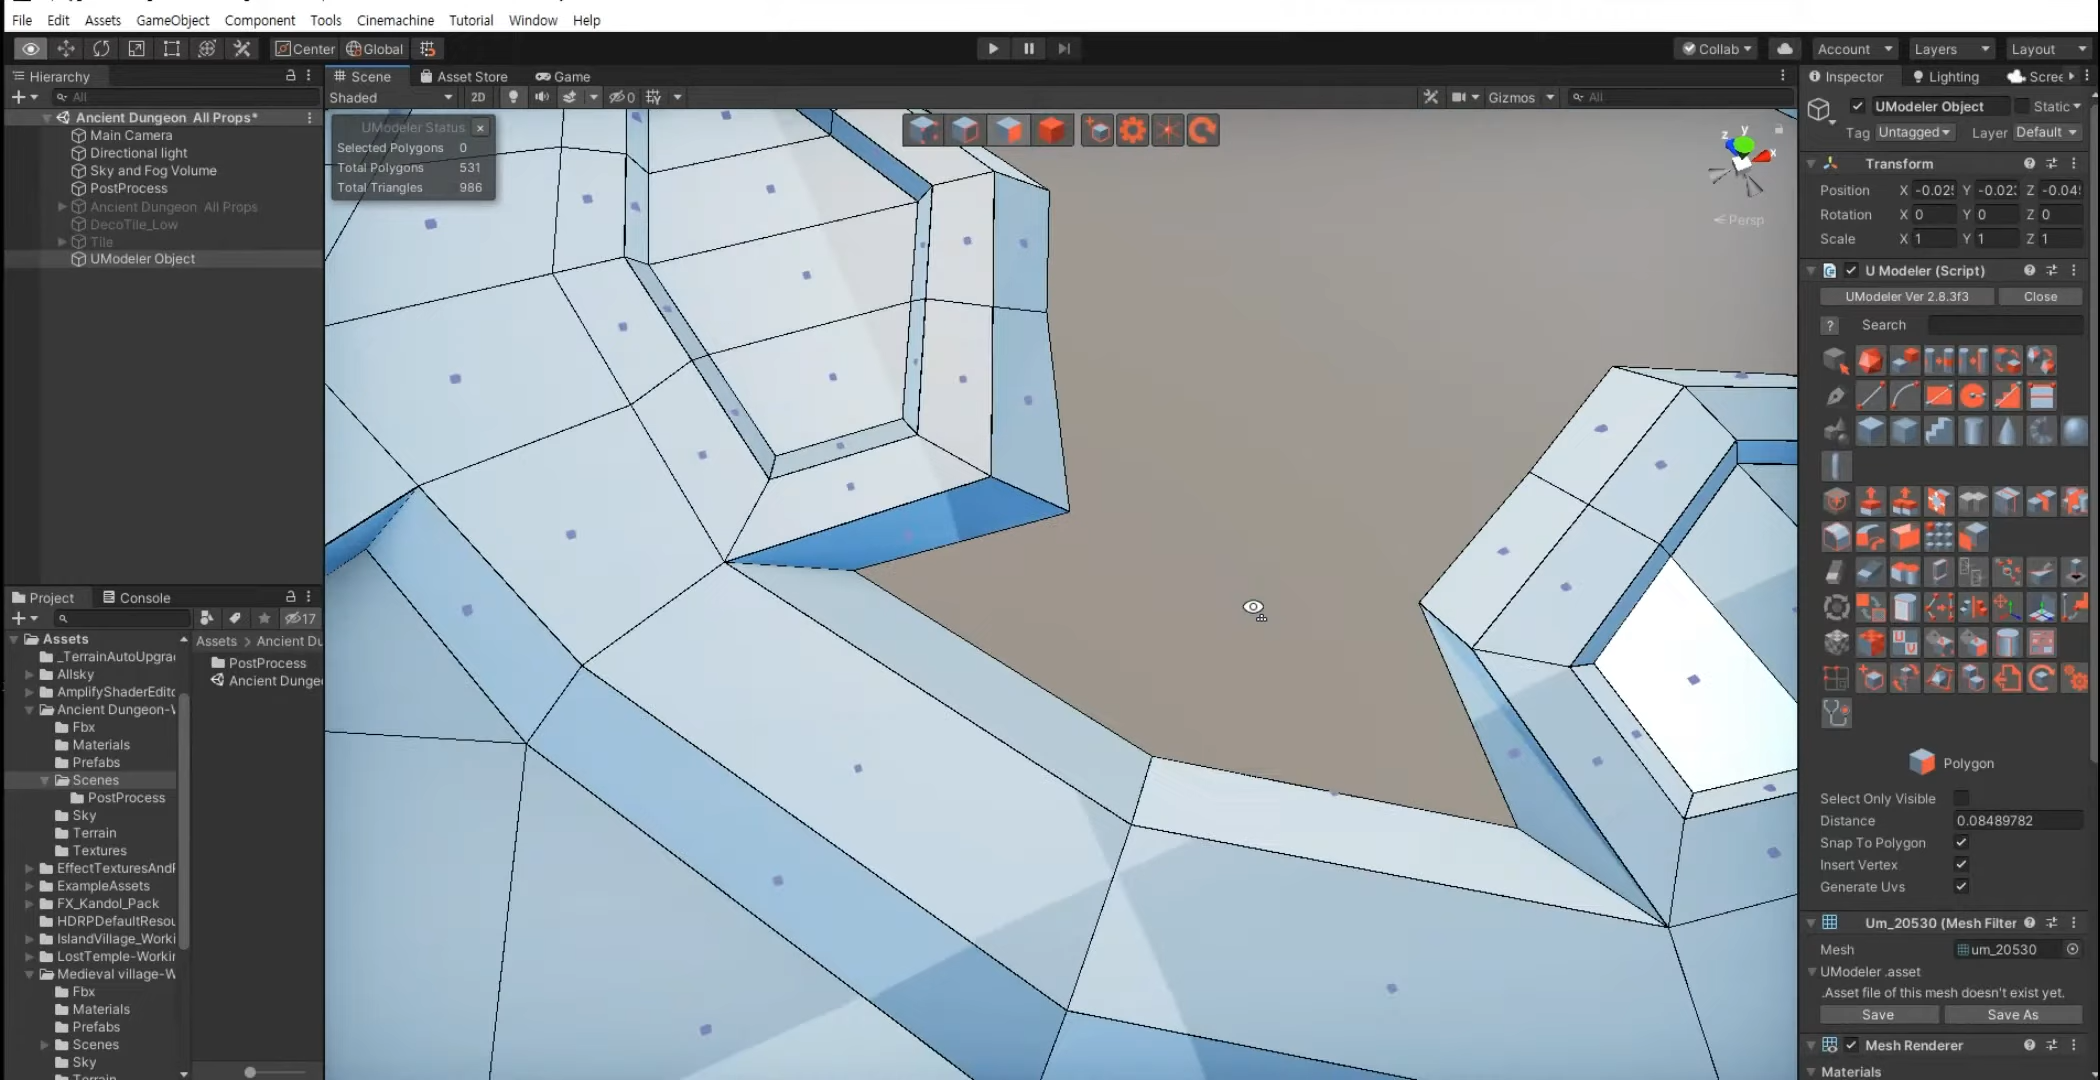 File Edit Assets GameObject Component Tools Cinemachine Tutorial Window Help
Center Global Collab Account Layers Layout
Hierarchy
All
Ancient Dungeon All Props*
Main Camera
Directional light
Sky and Fog Volume
PostProcess
Ancient Dungeon All Props
DecoTile_Low
Tile
UModeler Object
Scene Asset Store Game
Shaded 2D 0 Gizmos All
UModeler Status
Selected Polygons 0
Total Polygons 531
Total Triangles 986
y
z
x
Persp
Project Console
17
Assets
_TerrainAutoUpgra
Allsky
AmplifyShaderEdito
Ancient Dungeon-V
Fbx
Materials
Prefabs
Scenes
PostProcess
Sky
Terrain
Textures
EffectTexturesAndF
ExampleAssets
FX_Kandol_Pack
HDRPDefaultResou
IslandVillage_Worki
LostTemple-Workir
Medieval village-W
Fbx
Materials
Prefabs
Scenes
Sky
Terrain
Assets > Ancient Du
PostProcess
Ancient Dunge
Inspector Lighting Scree
UModeler Object Static
Tag Untagged Layer Default
Transform
Position X -0.02 Y -0.02 Z -0.04
Rotation X 0 Y 0 Z 0
Scale X 1 Y 1 Z 1
U Modeler (Script)
UModeler Ver 2.8.3f3 Close
? Search
Polygon
Select Only Visible
Distance 0.08489782
Snap To Polygon
Insert Vertex
Generate Uvs
Um_20530 (Mesh Filter
Mesh um_20530
UModeler .asset
.Asset file of this mesh doesn't exist yet.
Save Save As
Mesh Renderer
Materials